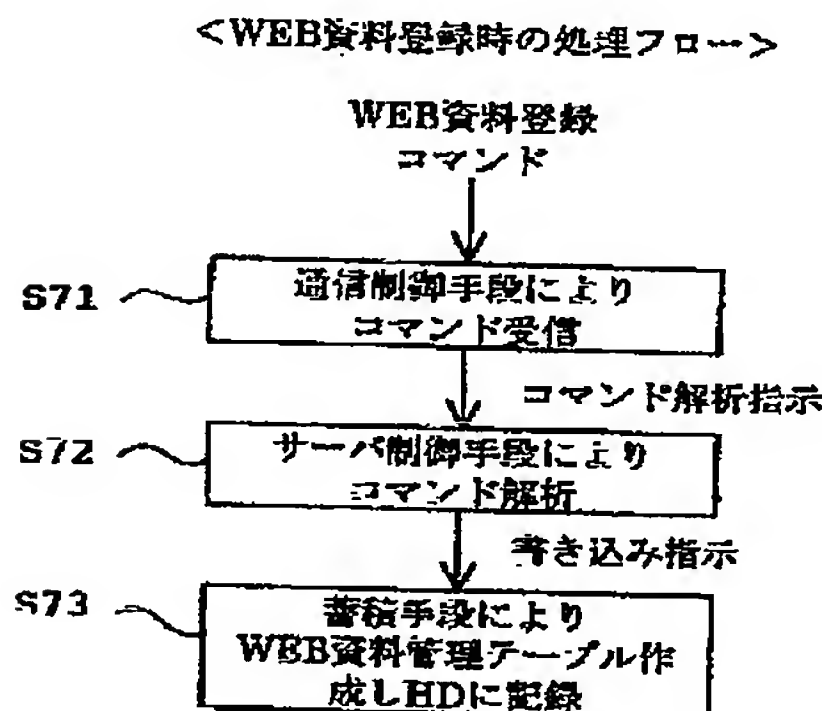 <WEB資料登録時の処理フロー>
WEB資料登録
コマンド
S71
通信制御手段により
コマンド受信
コマンド解析指示
S72
サーバ制御手段により
コマンド解析
書き込み指示
S73
蓄積手段により
WEB資料管理テーブル作
成しHDに記録